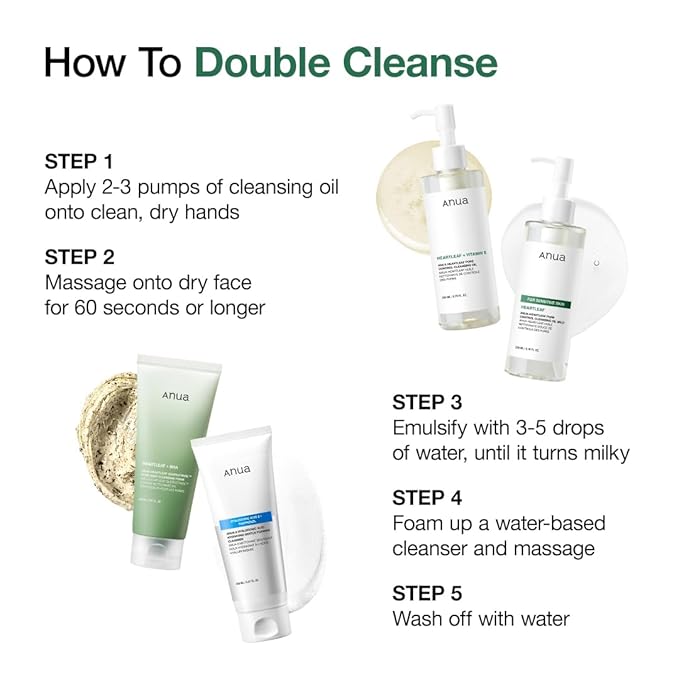 How To Double Cleanse
STEP 1
Apply 2-3 pumps of cleansing oil
onto clean, dry hands
STEP 2
Massage onto dry face
for 60 seconds or longer
Anua
HEARTLEAF + VITAMIN E
Anua
FOR SENSITIVE SKIN
HEARTLEAF
Anua
HEARTLEAF + BHA
Anua
HYALURONIC ACID +
STEP 3
Emulsify with 3-5 drops
of water, until it turns milky
STEP 4
Foam up a water-based
cleanser and massage
STEP 5
Wash off with water